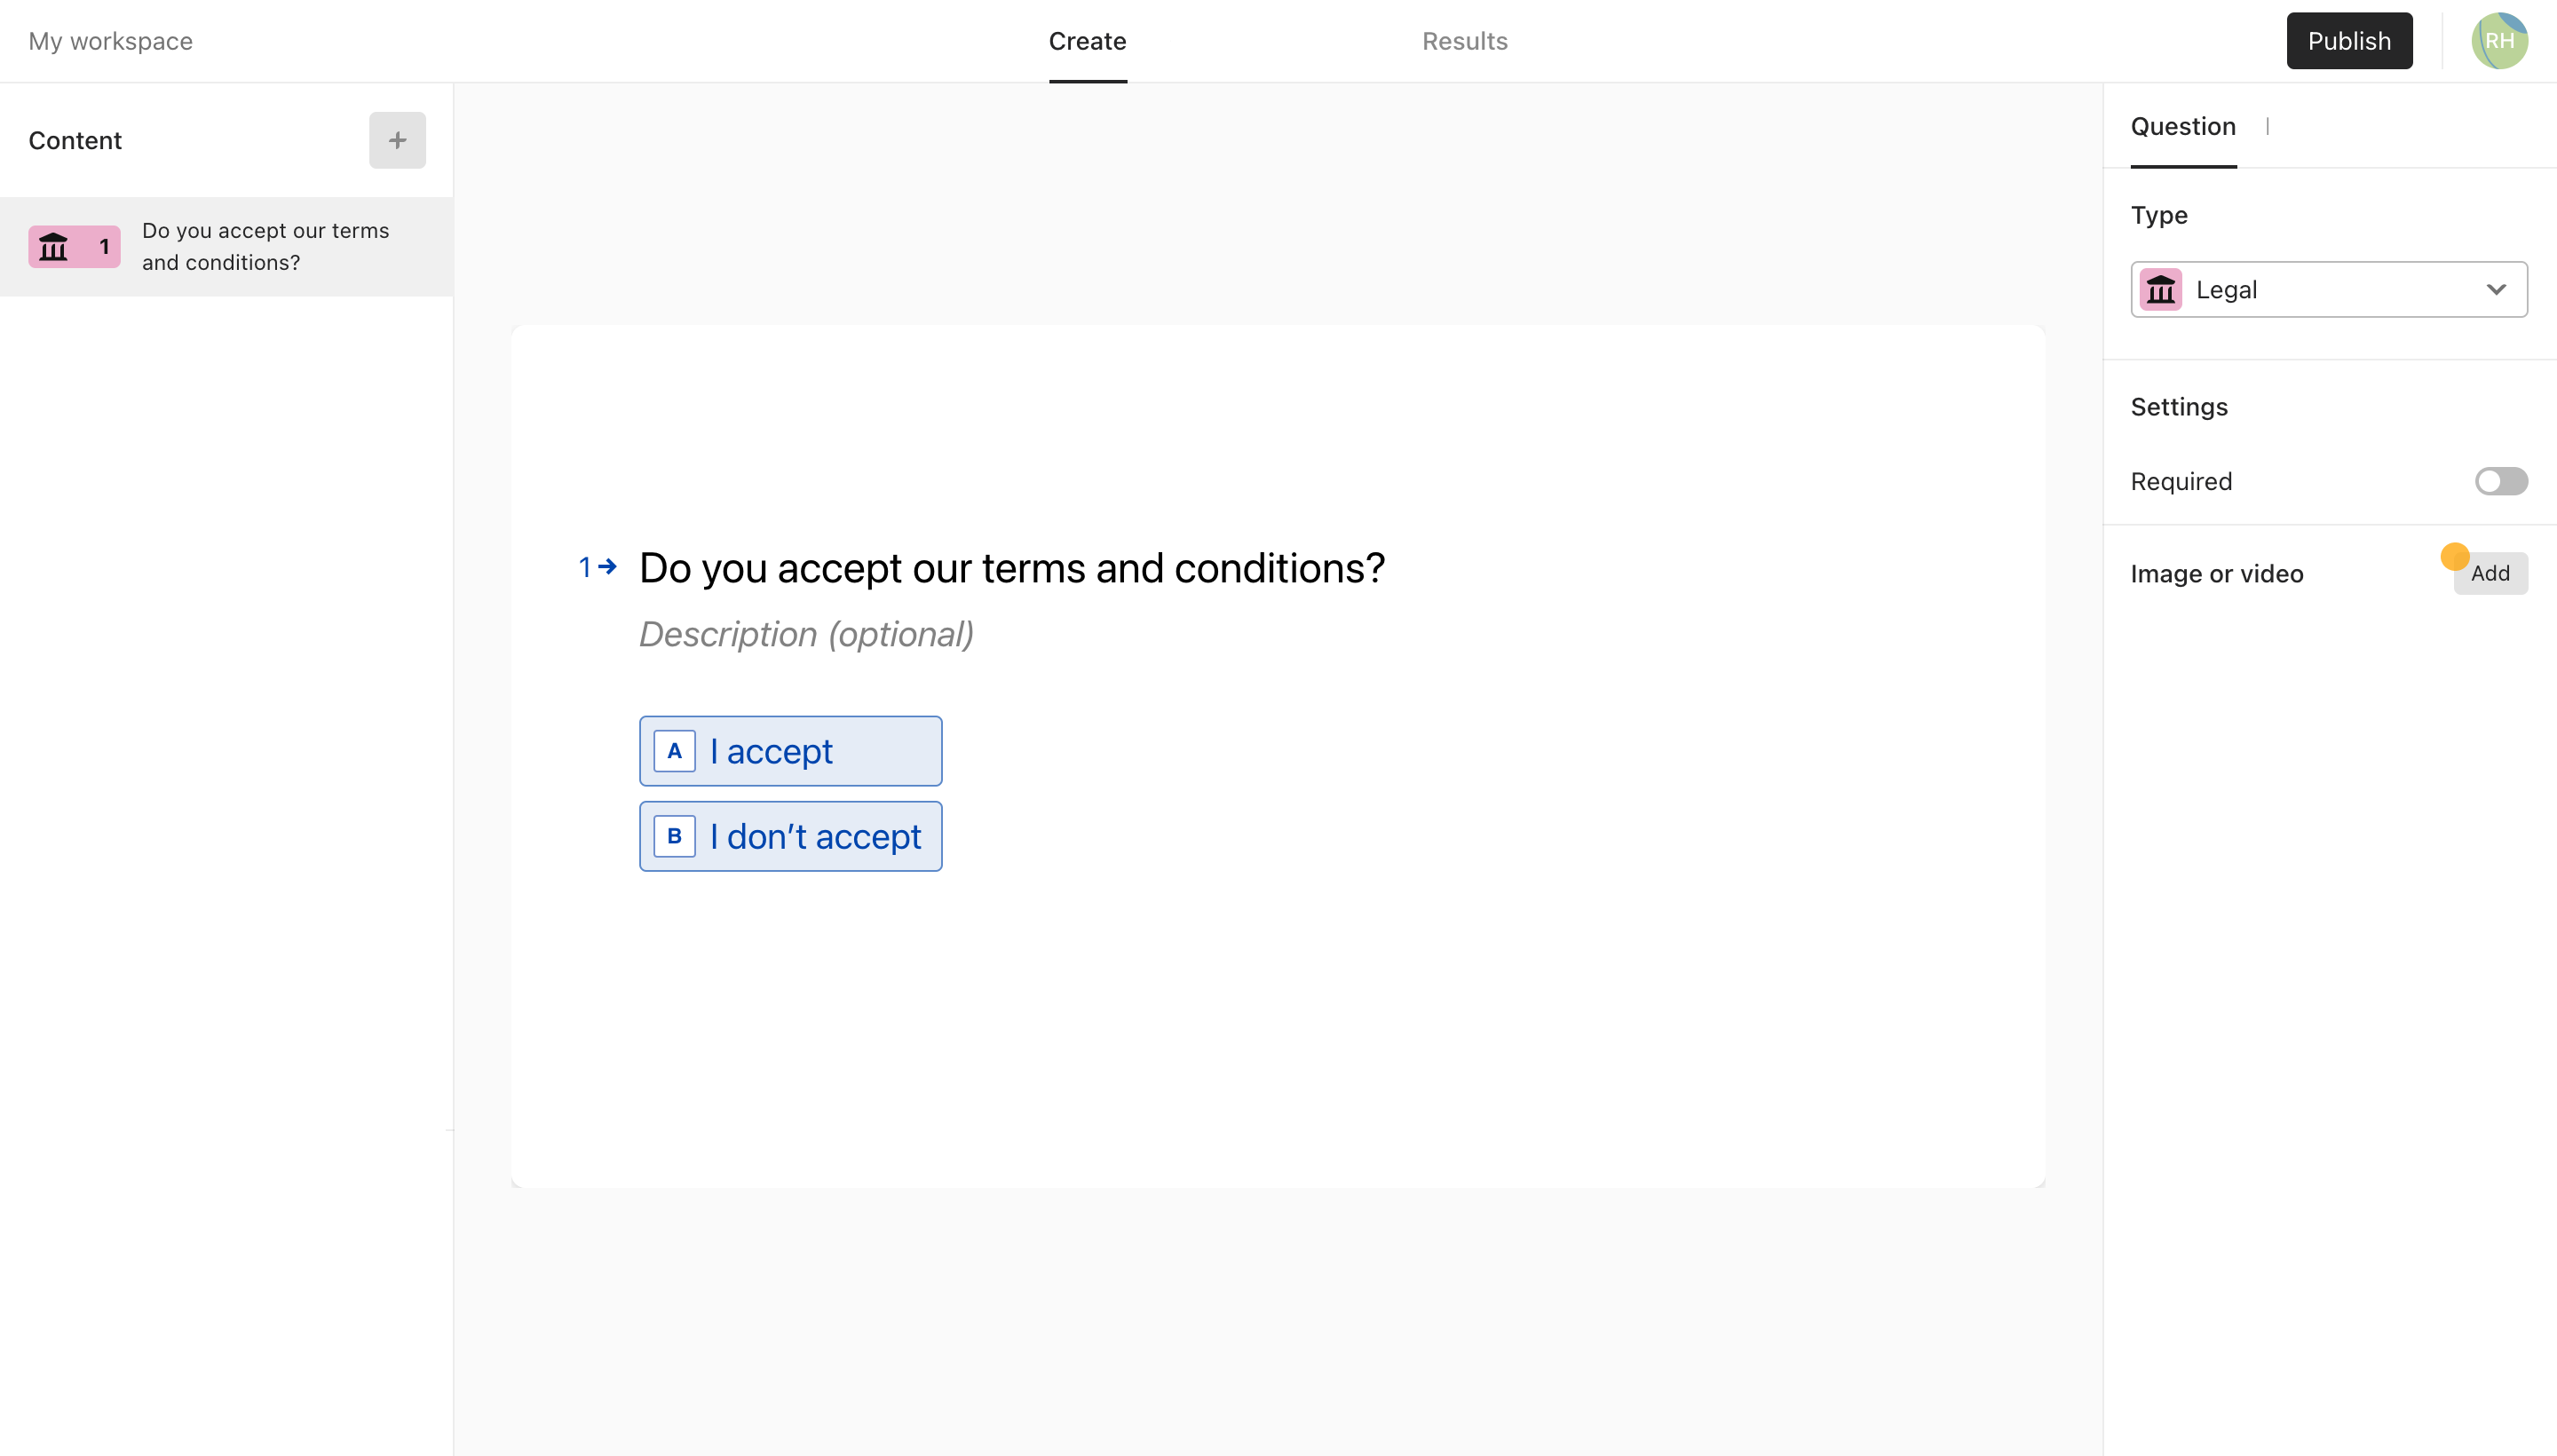 My workspace
Create
Results
Publish
RH
Content
+
1
Do you accept our terms
and conditions?
1
Do you accept our terms and conditions?
Description (optional)
A I accept
B I don’t accept
Question
Type
Legal
Settings
Required
Image or video
Add